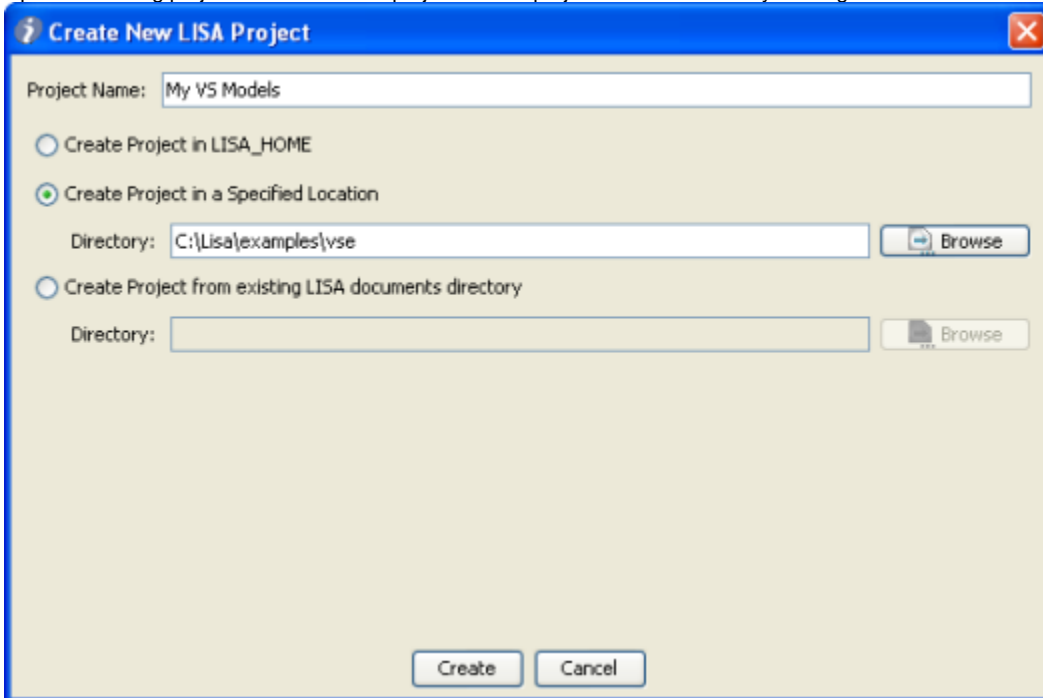 Create New LISA Project
Project Name: My VS Models
Create Project in LISA_HOME
Create Project in a Specified Location
Directory: C:\Lisa\examples\vse Browse
Create Project from existing LISA documents directory
Directory: Browse
Create Cancel